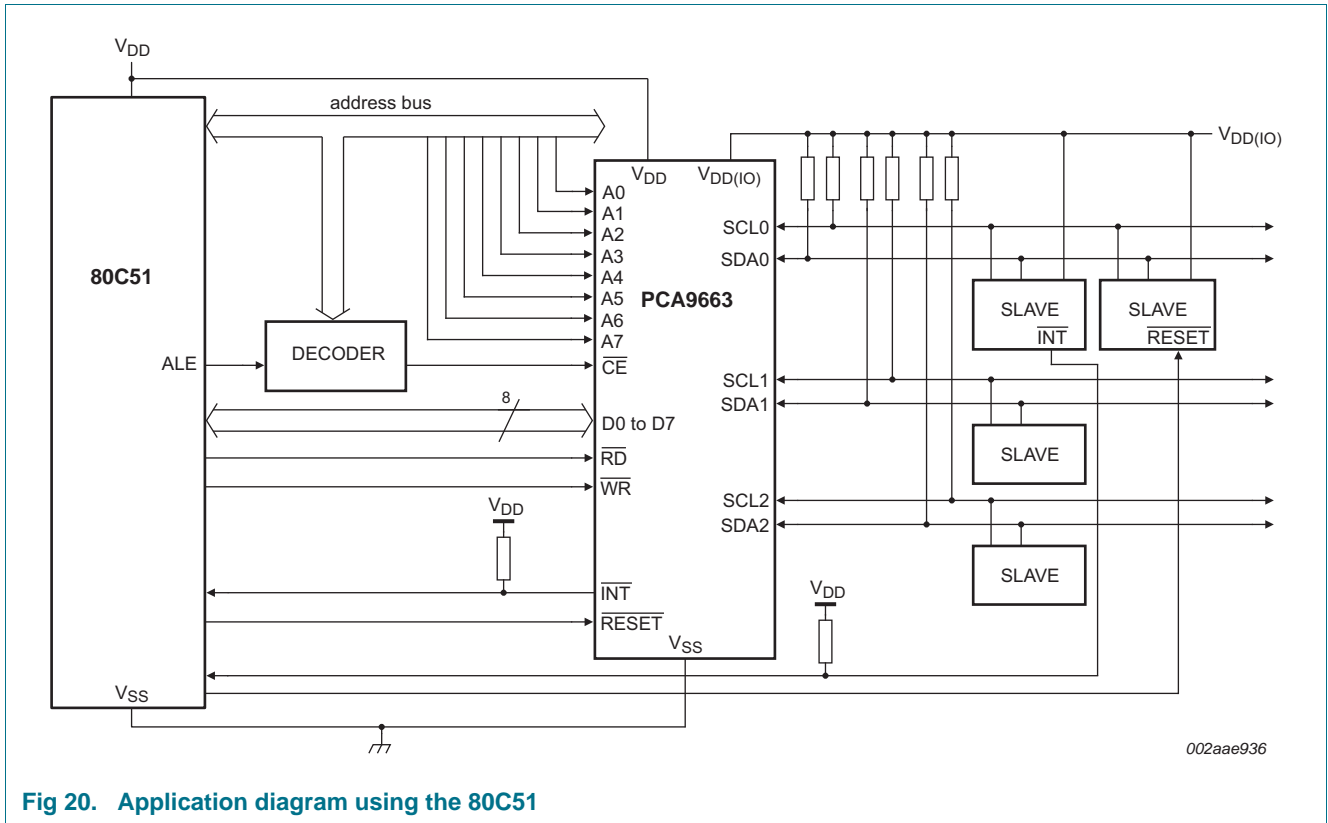 VDD
address bus
VDD(IO)
VDD
VDD(IO)
A0
A1
A2
A3
A4
A5
A6
A7
80C51
PCA9663
SCL0
SDA0
SLAVE
INT
SLAVE
RESET
ALE
DECODER
CE
SCL1
SDA1
8
D0 to D7
SLAVE
RD
WR
SCL2
SDA2
VDD
SLAVE
INT
VDD
RESET
VSS
VSS
002aae936
Fig 20. Application diagram using the 80C51